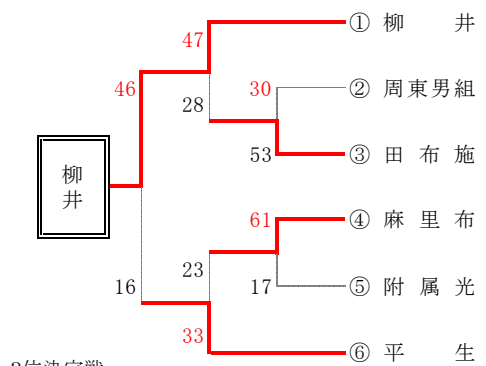 47
① 柳 井
46
30
② 周東男組
28
53
③ 田 布 施
柳井
61
④ 麻 里 布
23
16
17
⑤ 附 属 光
33
⑥ 平 生